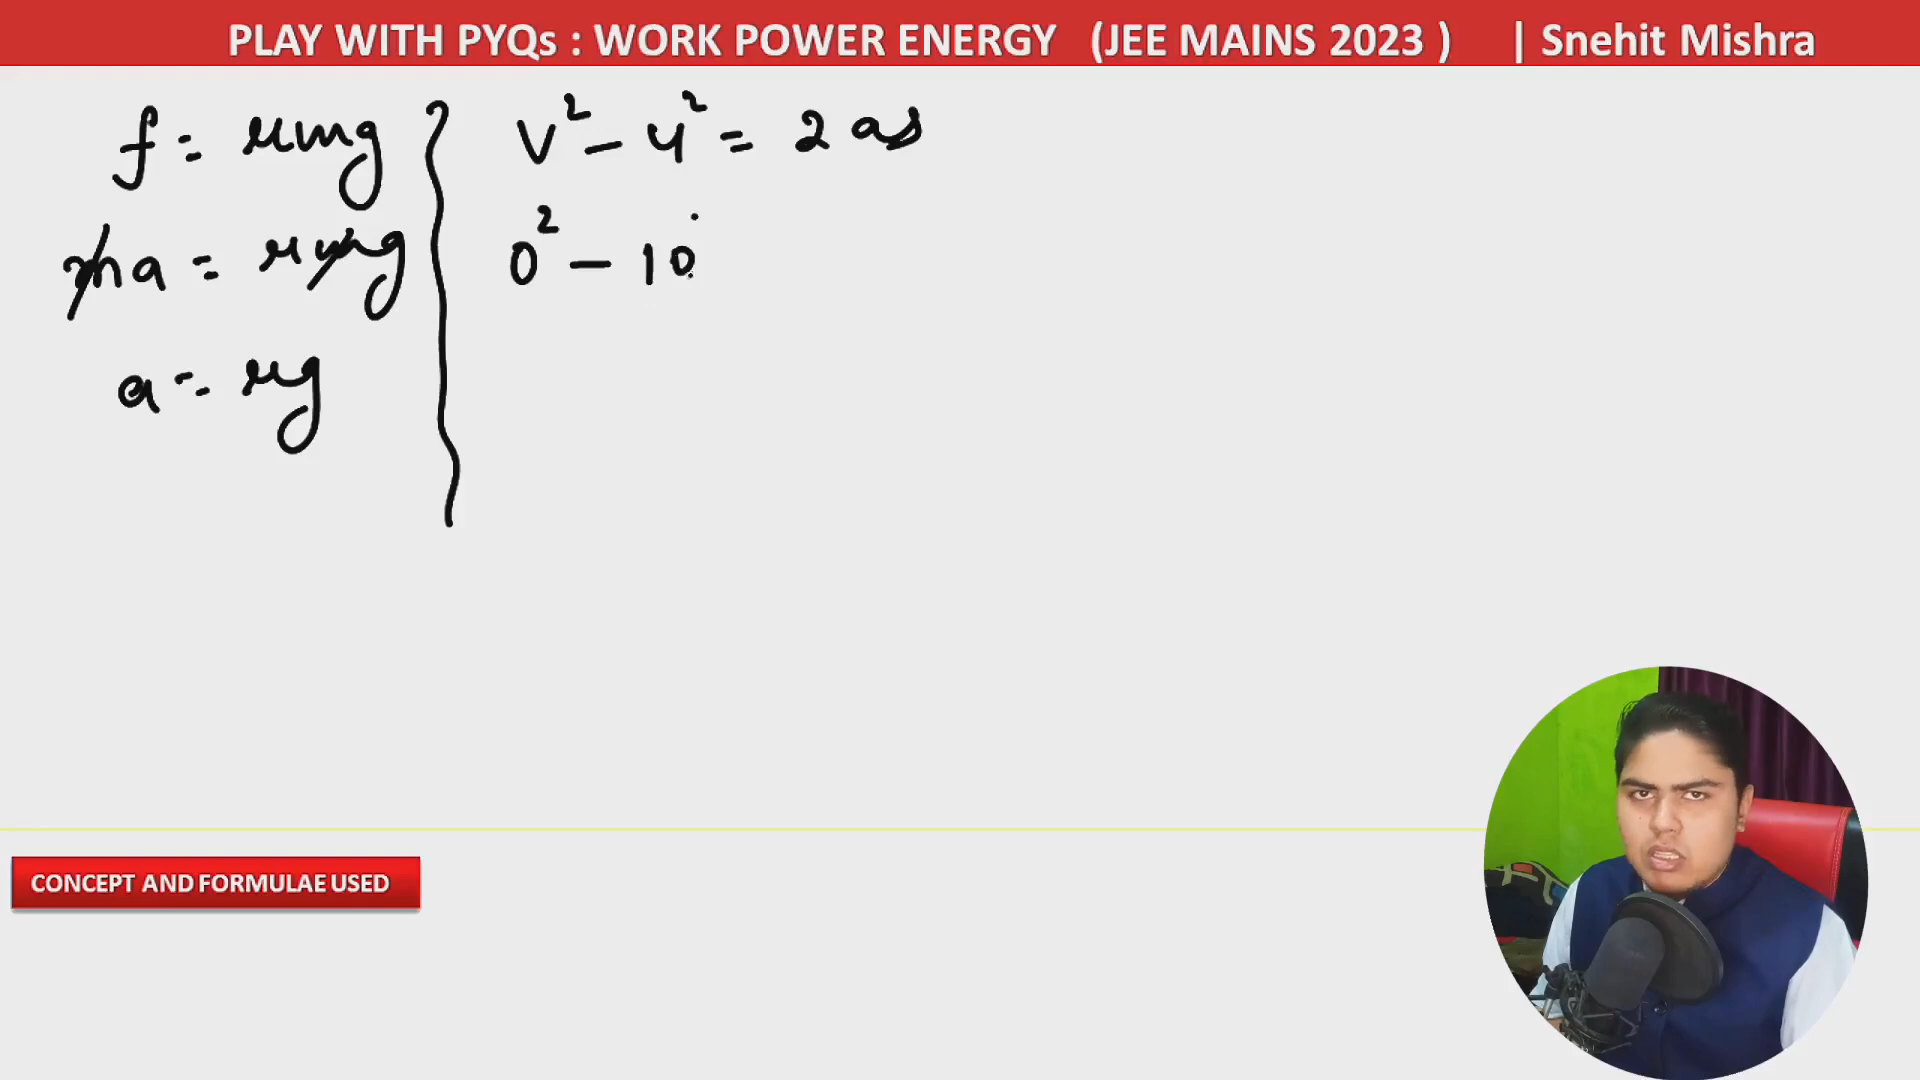 PLAY WITH PYQs : WORK POWER ENERGY (JEE MAINS 2023 ) | Snehit Mishra
f = μmg
ma = μmg
a = μg
v² - u² = 2as
0² - 10
CONCEPT AND FORMULAE USED